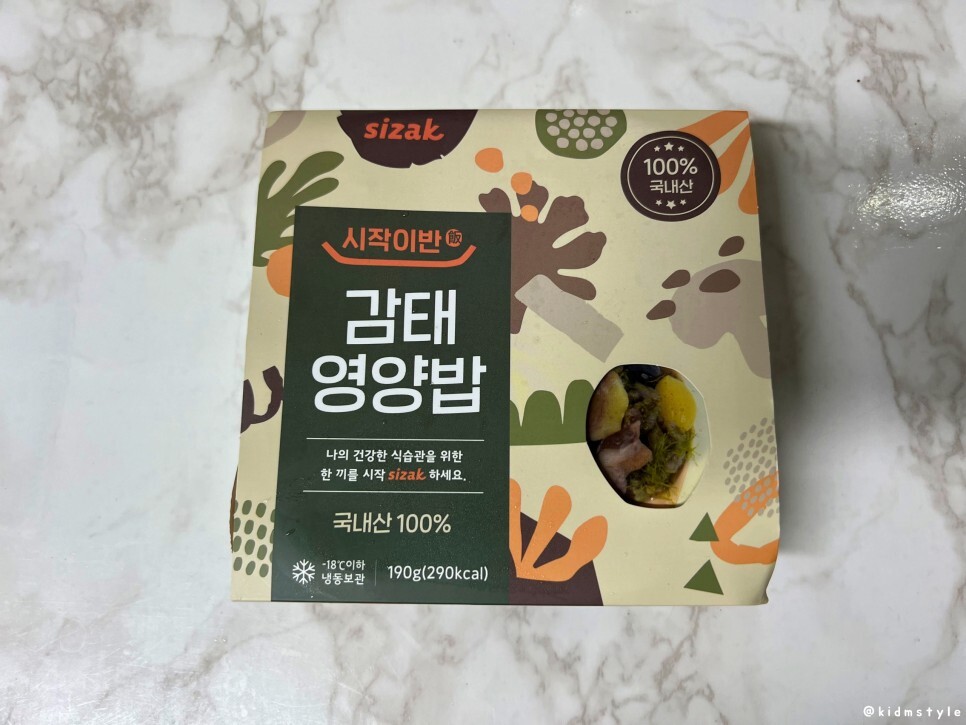 sizak
100%
국내산
시작이반 飯
감태
영양밥
나의 건강한 식습관을 위한
한 끼를 시작 sizak 하세요.
국내산 100%
-18℃이하
냉동보관
190g(290kcal)
@kidmstyle